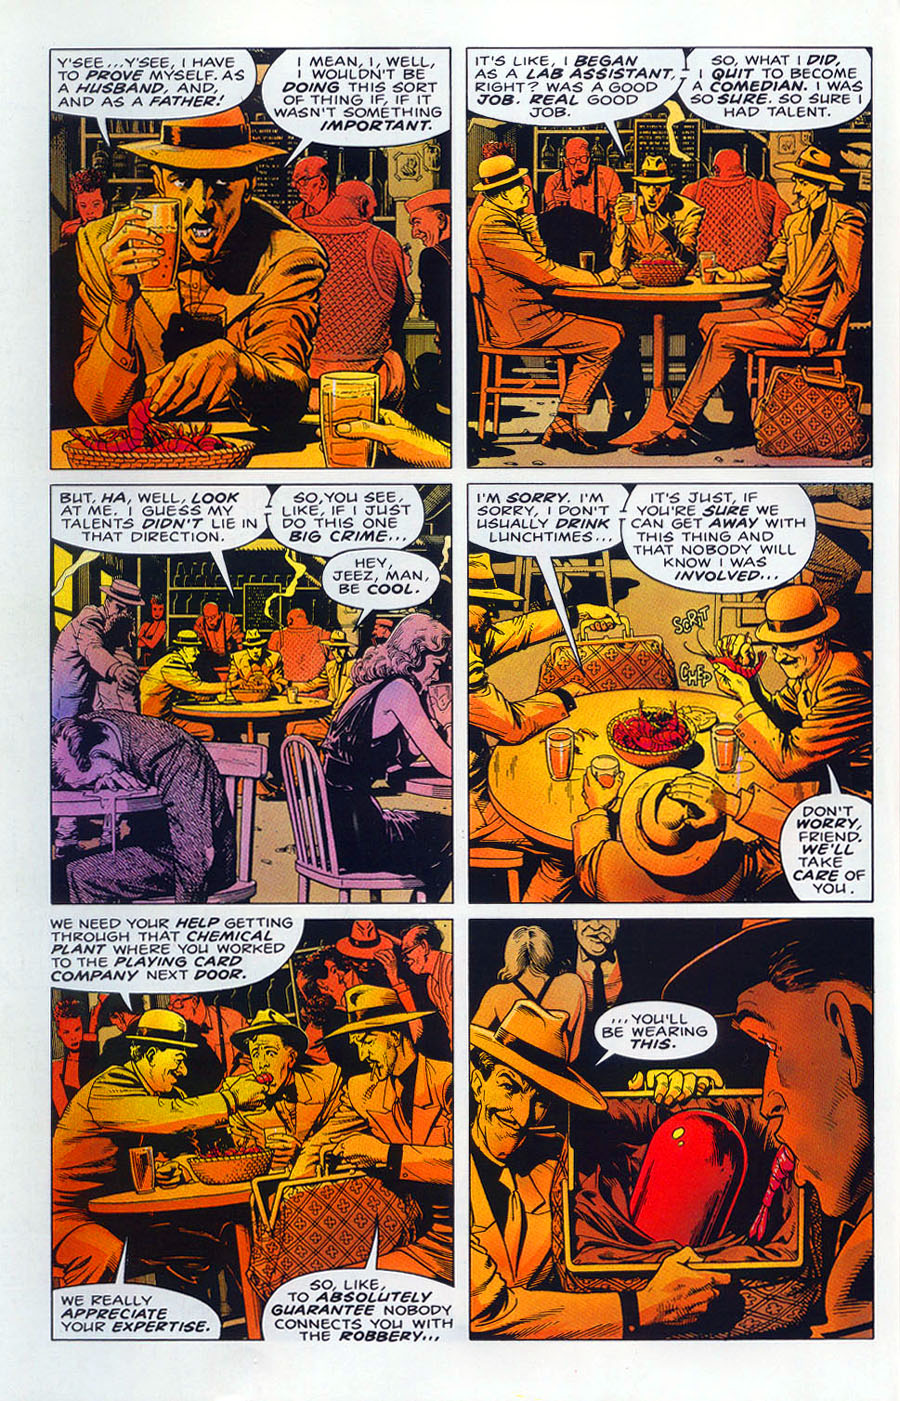 Y'SEE...Y'SEE, I HAVE
TO PROVE MYSELF. AS
A HUSBAND, AND,
AND AS A FATHER!
I MEAN, I, WELL,
I WOULDN'T BE
DOING THIS SORT
OF THING IF, IF IT
WASN'T SOMETHING
IMPORTANT.
IT'S LIKE, I BEGAN
AS A LAB ASSISTANT,
RIGHT? WAS A GOOD
JOB. REAL GOOD
JOB.
SO, WHAT I DID,
I QUIT TO BECOME
A COMEDIAN. I WAS
SO SURE. SO SURE I
HAD TALENT.
BUT, HA, WELL, LOOK
AT ME. I GUESS MY
TALENTS DIDN'T LIE IN
THAT DIRECTION.
SO, YOU SEE,
LIKE, IF I JUST
DO THIS ONE
BIG CRIME...
HEY,
JEEZ, MAN,
BE COOL.
I'M SORRY. I'M
SORRY, I DON'T
USUALLY DRINK
LUNCHTIMES...
IT'S JUST, IF
YOU'RE SURE WE
CAN GET AWAY WITH
THIS THING AND
THAT NOBODY WILL
KNOW I WAS
INVOLVED...
CHEP
DON'T
WORRY,
FRIEND.
WE'LL
TAKE
CARE OF
YOU.
WE NEED YOUR HELP GETTING
THROUGH THAT CHEMICAL
PLANT WHERE YOU WORKED
TO THE PLAYING CARD
COMPANY NEXT DOOR.
WE REALLY
APPRECIATE
YOUR EXPERTISE.
SO, LIKE,
TO ABSOLUTELY
GUARANTEE NOBODY
CONNECTS YOU WITH
THE ROBBERY...
...YOU'LL
BE WEARING
THIS.